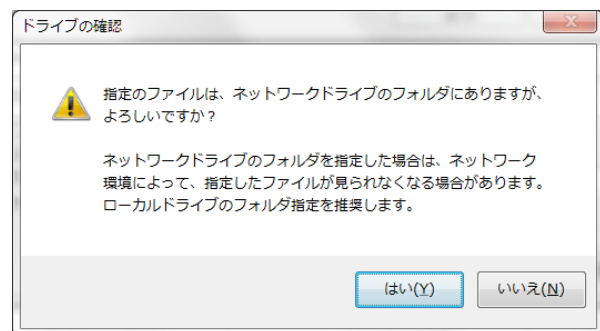 ドライブの確認
指定のファイルは、ネットワークドライブのフォルダにありますが、
よろしいですか？
ネットワークドライブのフォルダを指定した場合は、ネットワーク
環境によって、指定したファイルが見られなくなる場合があります。
ローカルドライブのフォルダ指定を推奨します。
はい(Y)
いいえ(N)